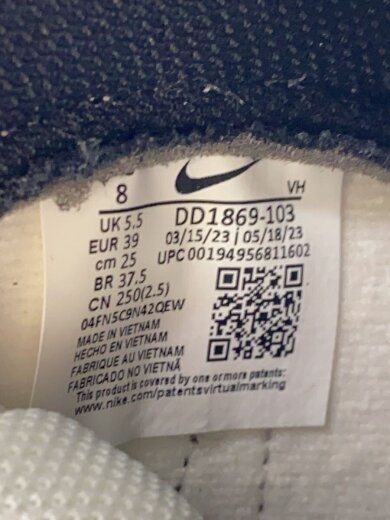 8
VH
UK 5.5
DD1869-103
EUR 39
03/15/23 | 05/18/23
cm 25
UPC 00194956811602
BR 37.5
CN 250(2.5)
04FN5C9N42QEW
MADE IN VIETNAM
HECHO EN VIETNAM
FABRIQUE AU VIETNAM
FABRICADO NO VIETNÃ
This product is covered by one or more patents:
www.nike.com/patentsvirtualmarking